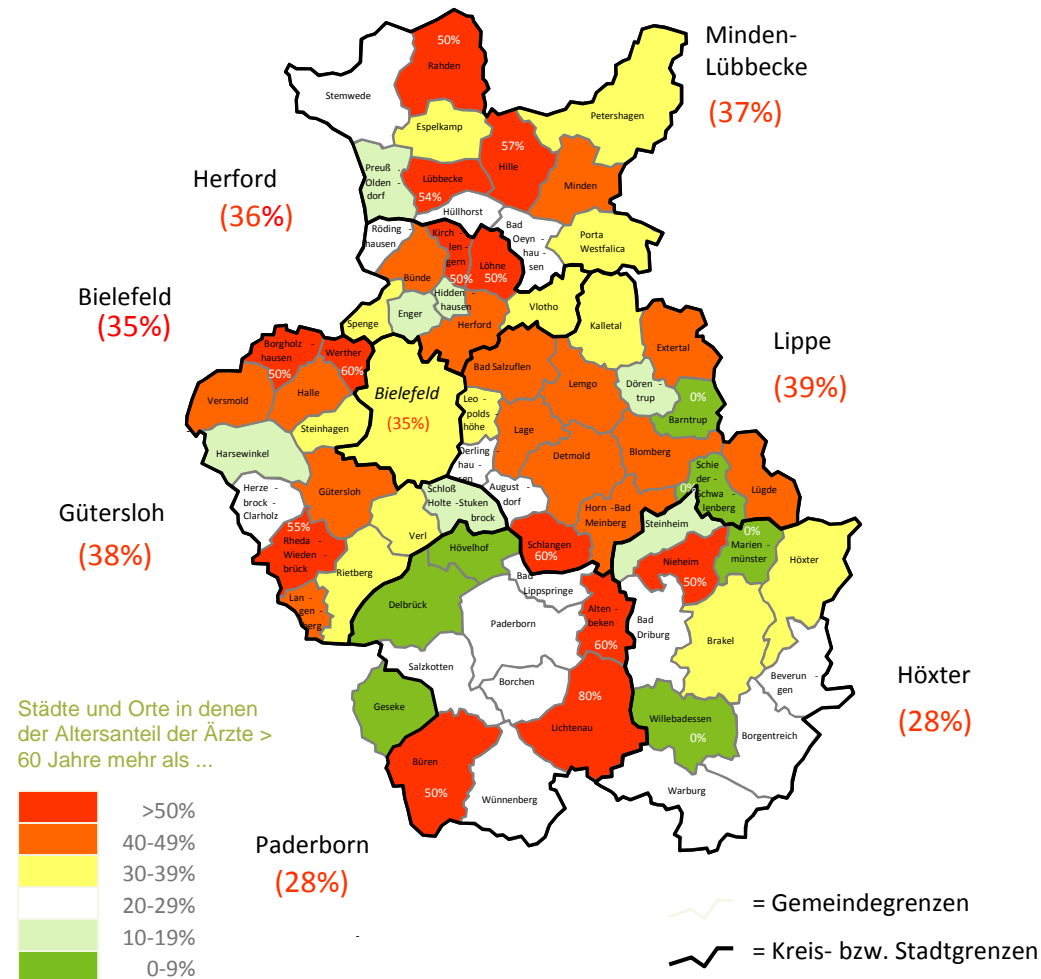 Minden-
Lübbecke
(37%)
Herford
(36%)
Bielefeld
(35%)
Lippe
(39%)
Gütersloh
(38%)
Höxter
(28%)
Paderborn
(28%)
50%
Rahden
Stemwede
Espelkamp
Petershagen
57%
Hille
Preuß -
Olden -
dorf
Lübbecke
54%
Minden
Hüllhorst
Bad
Oeyn -
hau -
sen
Porta
Westfalica
Röding -
hausen
Kirch -
len -
gern
50%
Löhne
50%
Bünde
Hidden -
hausen
Enger
Spenge
Herford
Vlotho
Kalletal
Extertal
Borgholz -
hausen
50%
Werther
60%
Versmold
Halle
Steinhagen
Bielefeld
(35%)
Bad Salzuflen
Lemgo
Dören -
trup
0%
Barntrup
Leo -
polds -
höhe
Lage
Detmold
Blomberg
Schie -
der -
Schwa -
lenberg
0%
Lügde
Harsewinkel
Oerling -
hau -
sen
August -
dorf
Horn -Bad
Meinberg
Herze -
brock -
Clarholz
Gütersloh
Schloß
Holte -Stuken -
brock
Verl
55%
Rheda -
Wieden -
brück
Rietberg
Lan -
gen -
berg
Hövelhof
Schlangen
60%
Steinheim
0%
Marien -
münster
Höxter
Nieheim
50%
Delbrück
Bad
Lippspringe
Paderborn
Alten -
beken
60%
Bad
Driburg
Brakel
Salzkotten
Borchen
Beverun -
gen
Geseke
80%
Lichtenau
Willebadessen
0%
Borgentreich
Büren
50%
Wünnenberg
Warburg
Städte und Orte in denen
der Altersanteil der Ärzte >
60 Jahre mehr als ...
>50%
40-49%
30-39%
20-29%
10-19%
0-9%
= Gemeindegrenzen
= Kreis- bzw. Stadtgrenzen